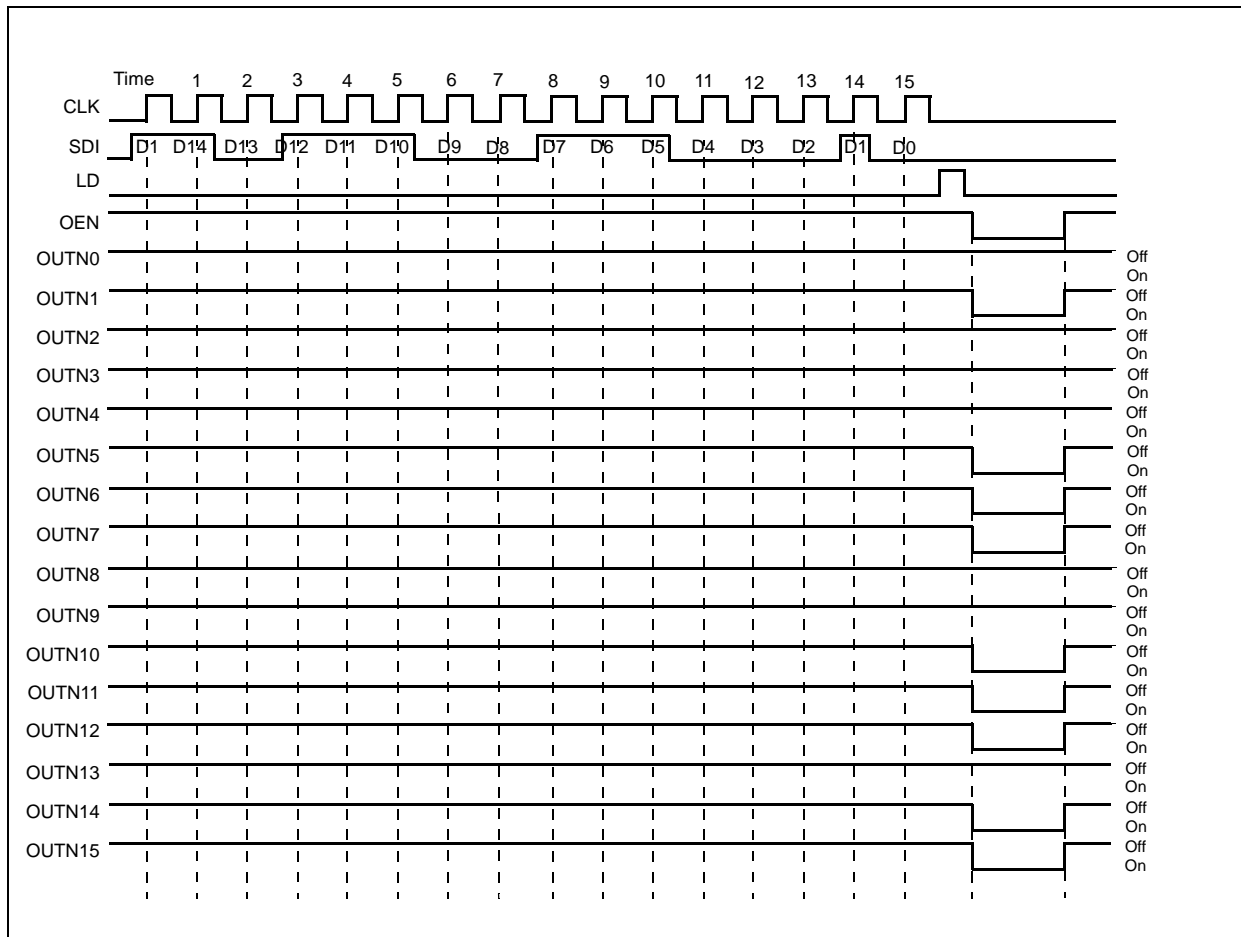 Time 1 2 3 4 5 6 7 8 9 10 11 12 13 14 15
CLK
SDI D1 D14 D13 D12 D11 D10 D9 D8 D7 D6 D5 D4 D3 D2 D1 D0
LD
OEN
OUTN0 Off
On
OUTN1 Off
On
OUTN2 Off
On
OUTN3 Off
On
OUTN4 Off
On
OUTN5 Off
On
OUTN6 Off
On
OUTN7 Off
On
OUTN8 Off
On
OUTN9 Off
On
OUTN10 Off
On
OUTN11 Off
On
OUTN12 Off
On
OUTN13 Off
On
OUTN14 Off
On
OUTN15 Off
On